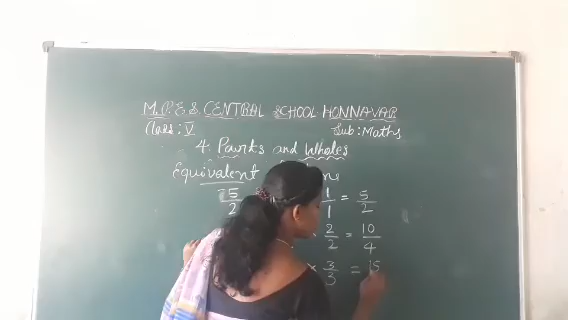 M.P.E.S. CENTRAL SCHOOL HONNAVAR
Class: V Sub: Maths
4. Parts and Wholes
Equivalent
5/2 1/1 = 5/2
× 2/2 = 10/4
× 3/3 = 15